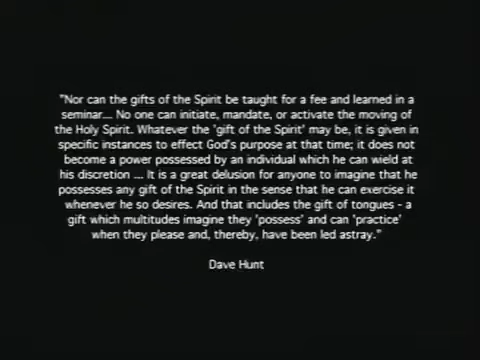 "Nor can the gifts of the Spirit be taught for a fee and learned in a
seminar.... No one can initiate, mandate, or activate the moving of
the Holy Spirit. Whatever the 'gift of the Spirit' may be, it is given in
specific instances to effect God's purpose at that time; it does not
become a power possessed by an individual which he can wield at
his discretion .... It is a great delusion for anyone to imagine that he
possesses any gift of the Spirit in the sense that he can exercise it
whenever he so desires. And that includes the gift of tongues - a
gift which multitudes imagine they 'possess' and can 'practice'
when they please and, thereby, have been led astray."
Dave Hunt